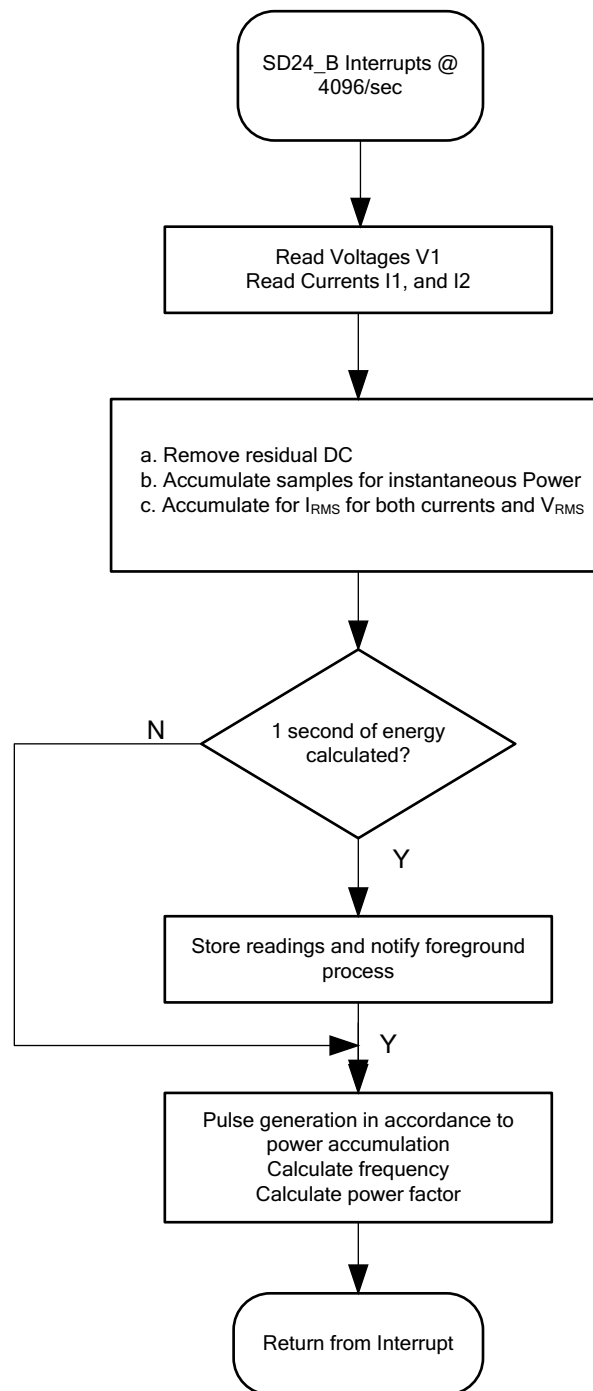 SD24_B Interrupts @
4096/sec
Read Voltages V1
Read Currents I1, and I2
a. Remove residual DC
b. Accumulate samples for instantaneous Power
c. Accumulate for IRMS for both currents and VRMS
N
1 second of energy
calculated?
Y
Store readings and notify foreground
process
Y
Pulse generation in accordance to
power accumulation
Calculate frequency
Calculate power factor
Return from Interrupt